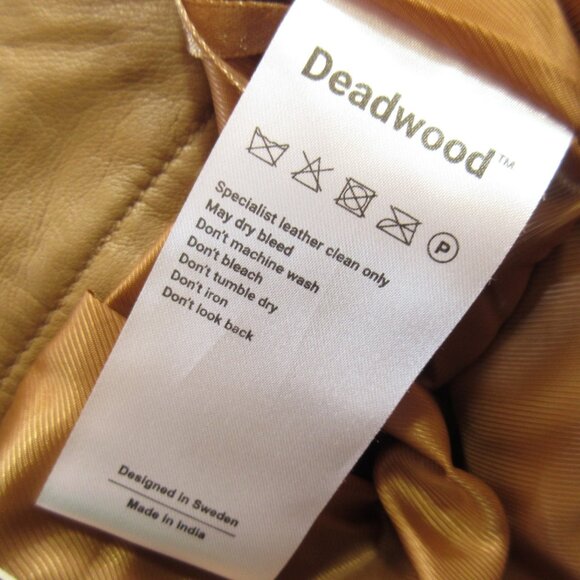 Deadwood™
P
Specialist leather clean only
May dry bleed
Don't machine wash
Don't bleach
Don't tumble dry
Don't iron
Don't look back
Designed in Sweden
Made in India